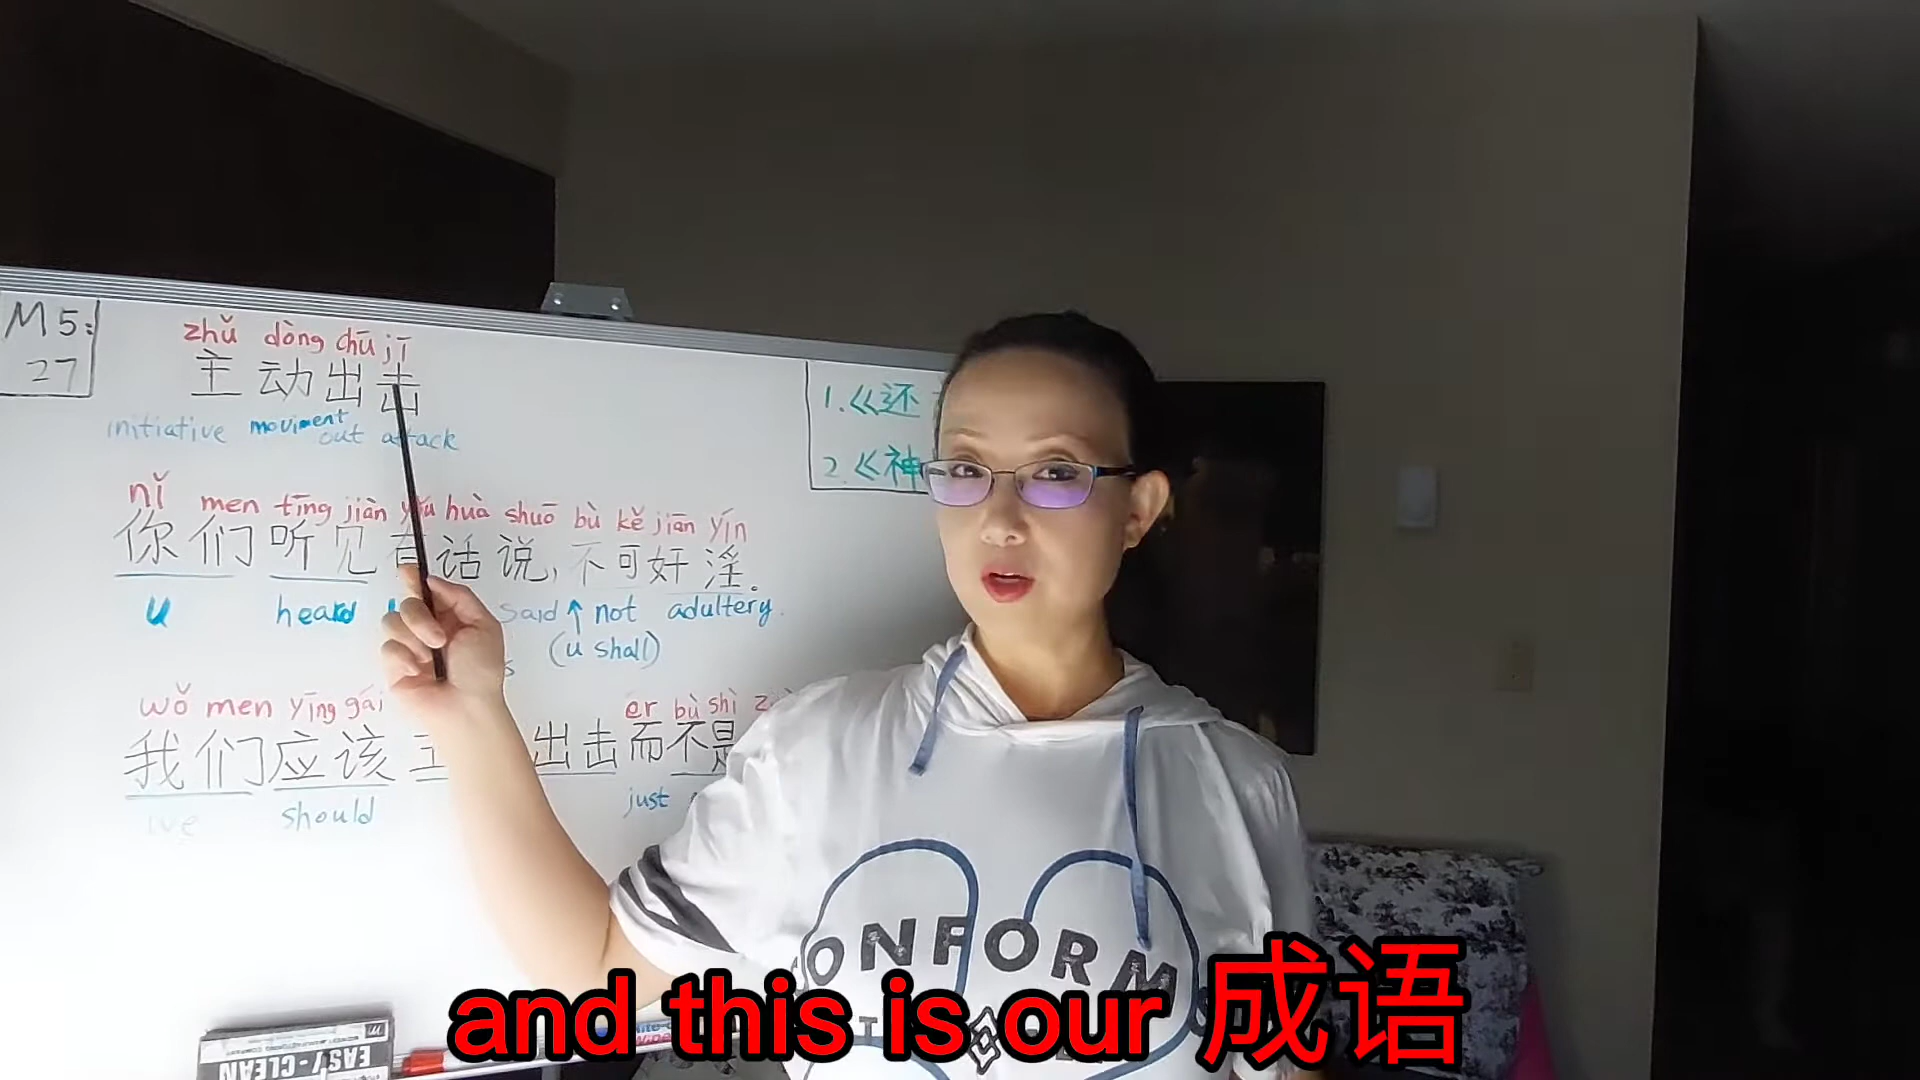 M5:
27
zhǔ dòng chū jī
主动出击
initiative moviment out attack
1.《还
2.《神
nǐ men tīng jiàn yǒu huà shuō bù kě jiān yín
你们听见有话说,不可奸淫。
u heard said ↑ not adultery.
(u shall)
wǒ men yīng gāi er bù shì
我们应该主 出击而不是
we should just
ONFORM
and this is our 成语
EASY-CLEAN